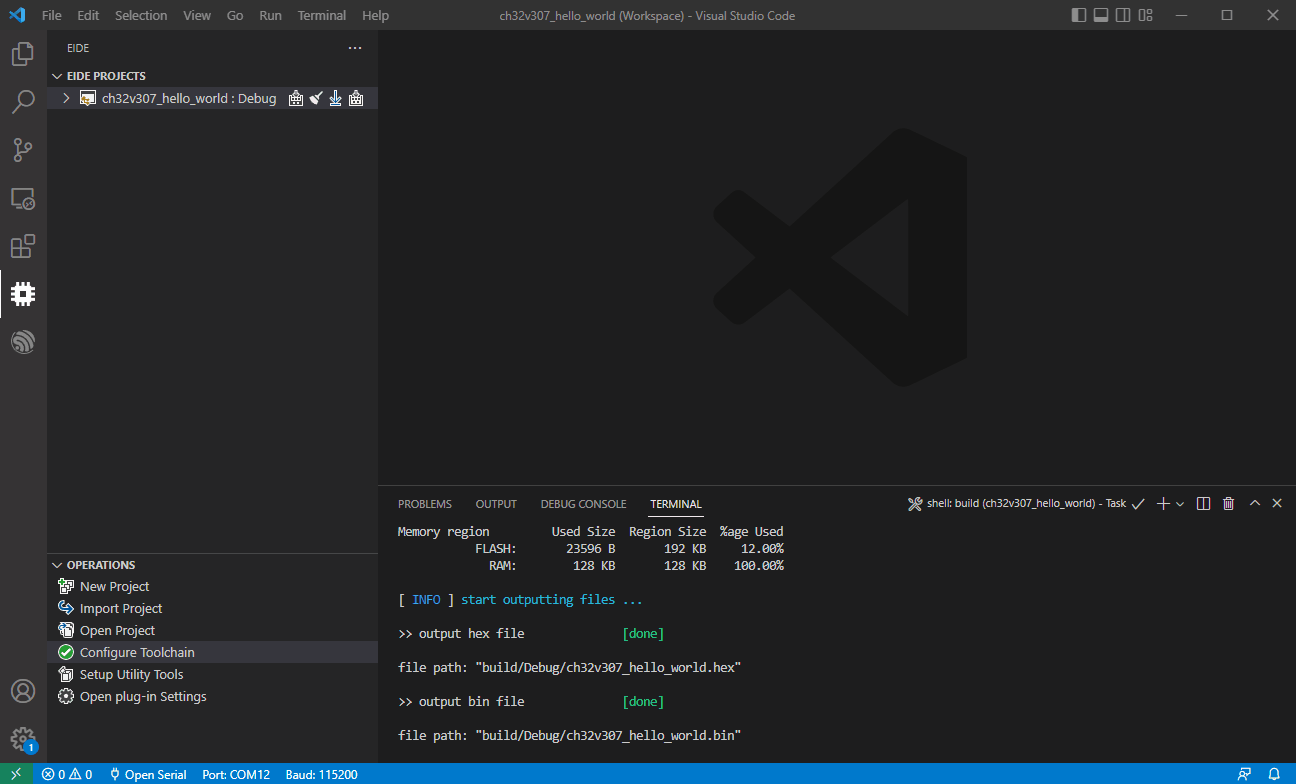 File Edit Selection View Go Run Terminal Help
ch32v307_hello_world (Workspace) - Visual Studio Code
EIDE
EIDE PROJECTS
ch32v307_hello_world : Debug
OPERATIONS
New Project
Import Project
Open Project
Configure Toolchain
Setup Utility Tools
Open plug-in Settings
1
PROBLEMS OUTPUT DEBUG CONSOLE TERMINAL
shell: build (ch32v307_hello_world) - Task
Memory region Used Size Region Size %age Used
FLASH: 23596 B 192 KB 12.00%
RAM: 128 KB 128 KB 100.00%
[ INFO ] start outputting files ...
>> output hex file [done]
file path: "build/Debug/ch32v307_hello_world.hex"
>> output bin file [done]
file path: "build/Debug/ch32v307_hello_world.bin"
0 0 Open Serial Port: COM12 Baud: 115200